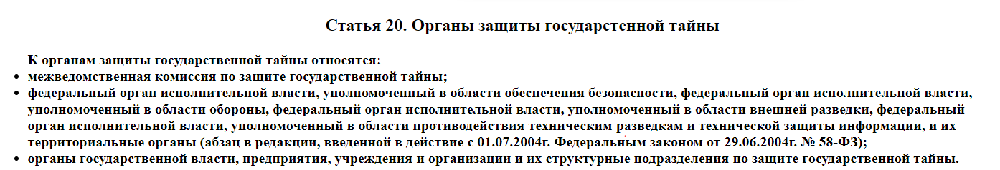 Статья 20. Органы защиты государстенной тайны
К органам защиты государственной тайны относятся:
• межведомственная комиссия по защите государственной тайны;
• федеральный орган исполнительной власти, уполномоченный в области обеспечения безопасности, федеральный орган исполнительной власти,
уполномоченный в области обороны, федеральный орган исполнительной власти, уполномоченный в области внешней разведки, федеральный
орган исполнительной власти, уполномоченный в области противодействия техническим разведкам и технической защиты информации, и их
территориальные органы (абзац в редакции, введенной в действие с 01.07.2004г. Федеральным законом от 29.06.2004г. № 58-ФЗ);
• органы государственной власти, предприятия, учреждения и организации и их структурные подразделения по защите государственной тайны.